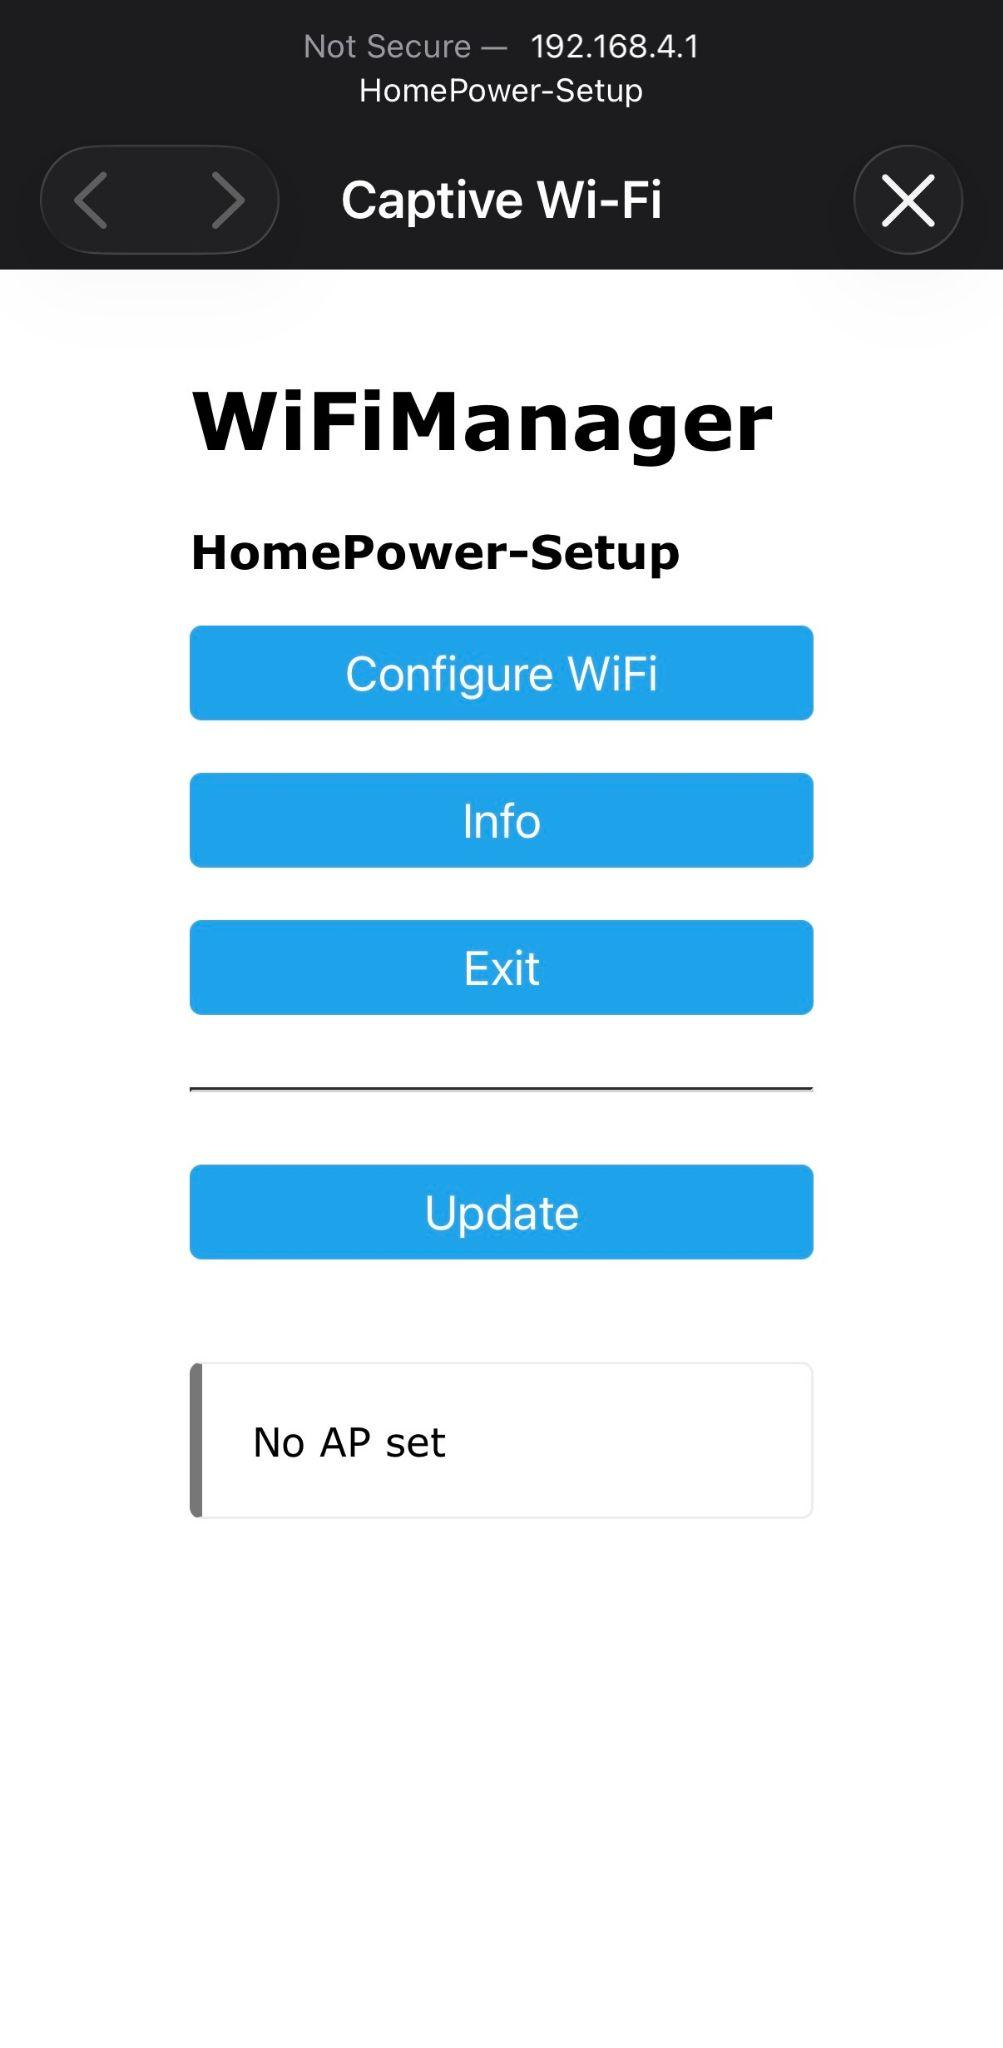 Not Secure — 192.168.4.1
HomePower-Setup
Captive Wi-Fi
WiFiManager
HomePower-Setup
Configure WiFi
Info
Exit
Update
No AP set